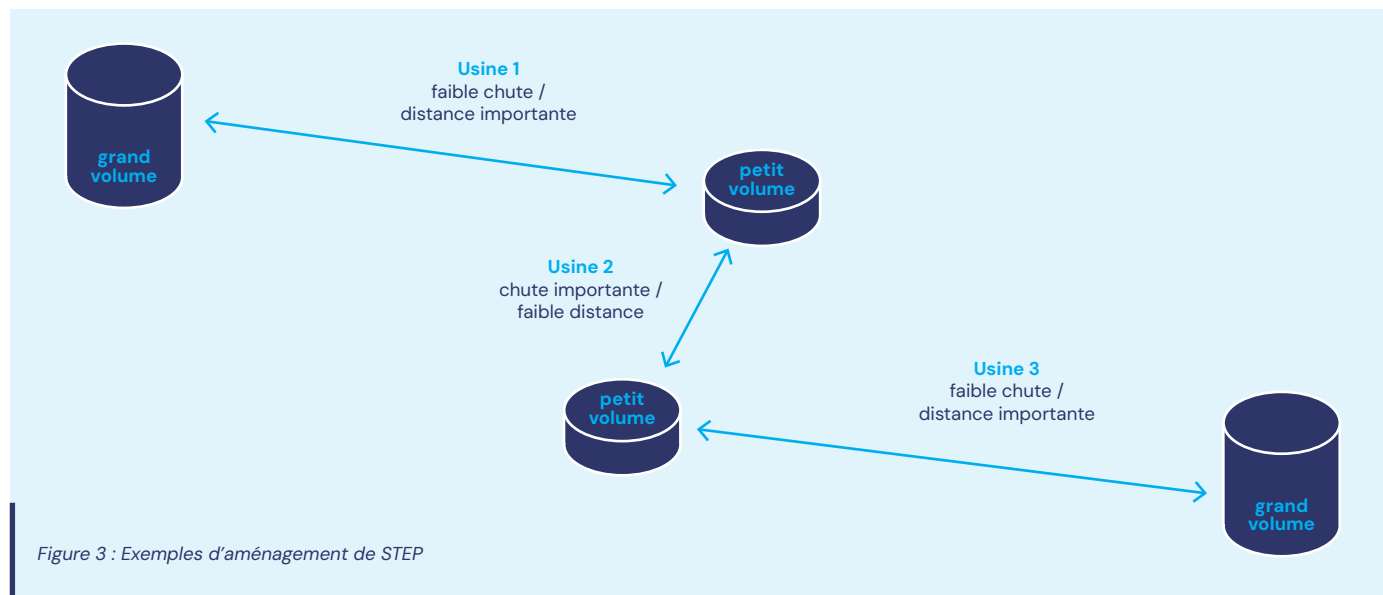 Usine 1
faible chute /
distance importante
grand
volume
petit
volume
Usine 2
chute importante /
faible distance
Usine 3
faible chute /
distance importante
petit
volume
grand
volume
Figure 3 : Exemples d’aménagement de STEP